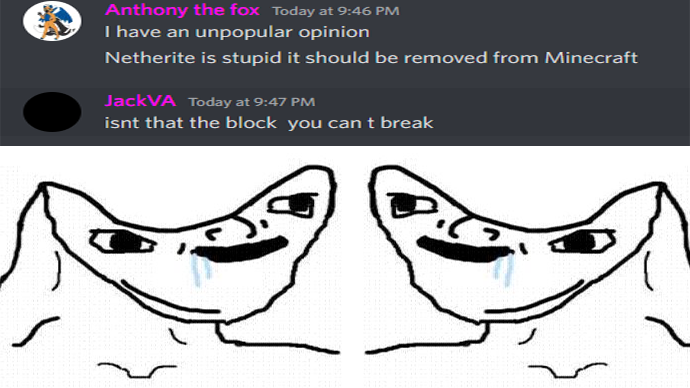 Anthony the fox Today at 9:46 PM
I have an unpopular opinion
Netherite is stupid it should be removed from Minecraft
JackVA Today at 9:47 PM
isnt that the block you can t break